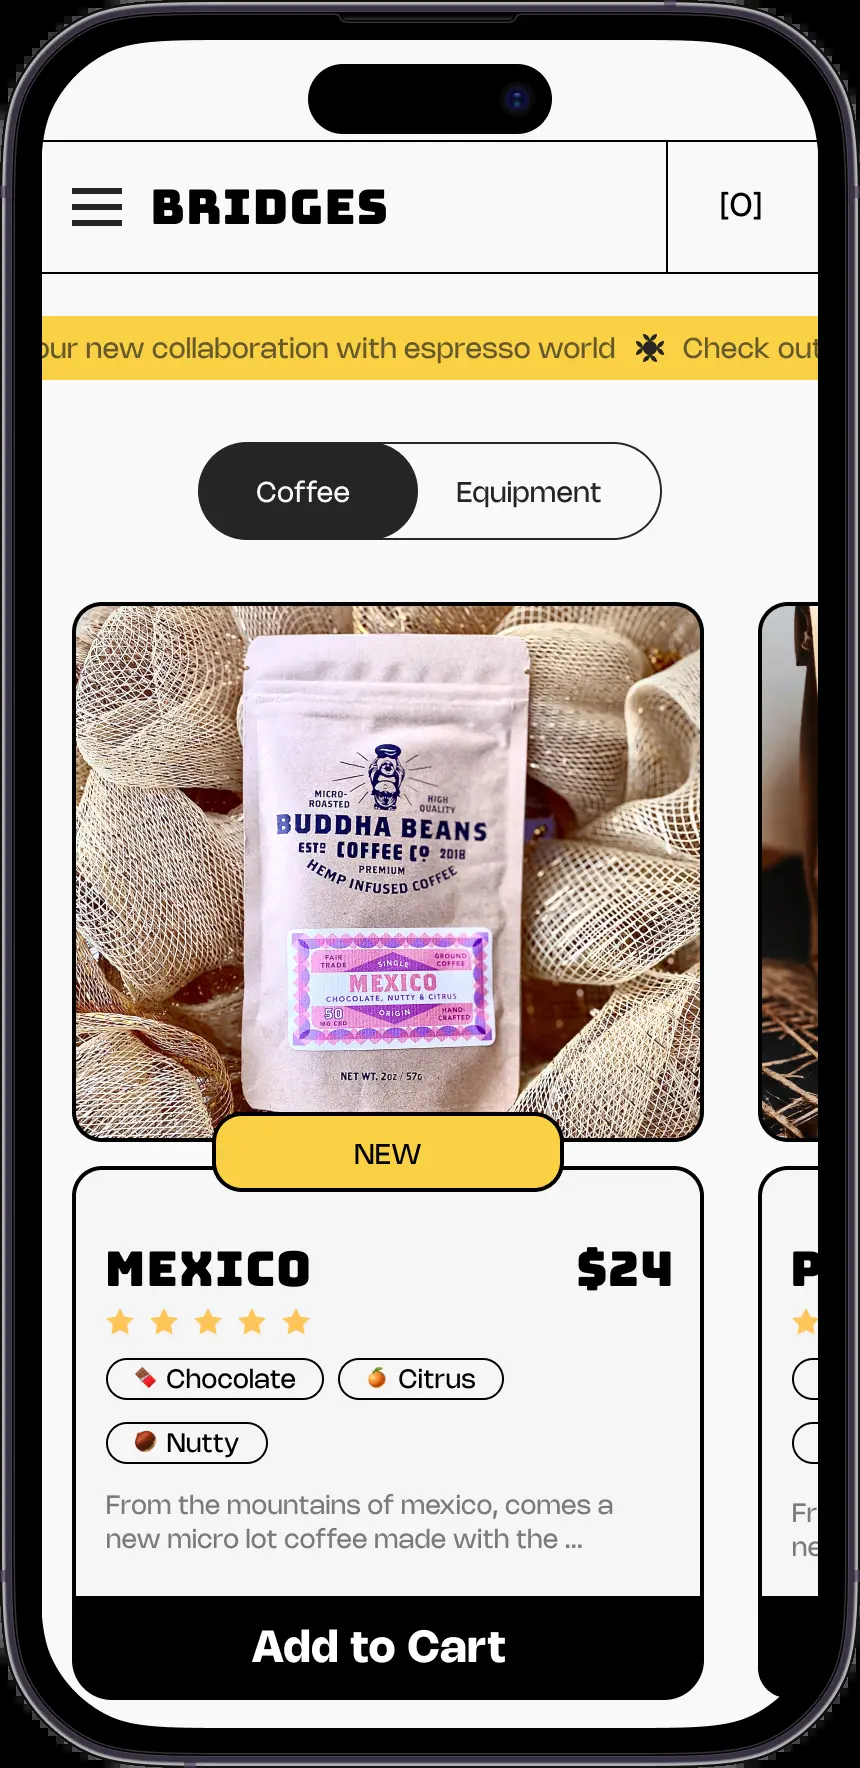 BRIDGES
[0]
our new collaboration with espresso world ✺ Check out
Coffee
Equipment
MICRO-
ROASTED
HIGH
QUALITY
BUDDHA BEANS
ESTD COFFEE CO 2018
PREMIUM
HEMP INFUSED COFFEE
FAIR
TRADE
SINGLE
GROUND
COFFEE
MEXICO
CHOCOLATE, NUTTY & CITRUS
50
MG CBD
ORIGIN
HAND-
CRAFTED
NET WT. 2oz / 57g
NEW
MEXICO
$24
🍫 Chocolate
🍊 Citrus
🌰 Nutty
From the mountains of mexico, comes a
new micro lot coffee made with the ...
Add to Cart
P
Fr
ne